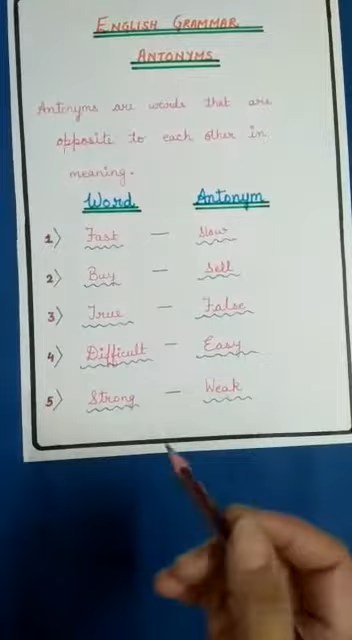 ENGLISH GRAMMAR
ANTONYMS
Antonyms are words that are
opposite to each other in
meaning.
Word Antonym
1) Fast — Slow
2) Buy — Sell
3) True — False
4) Difficult — Easy
5) Strong — Weak